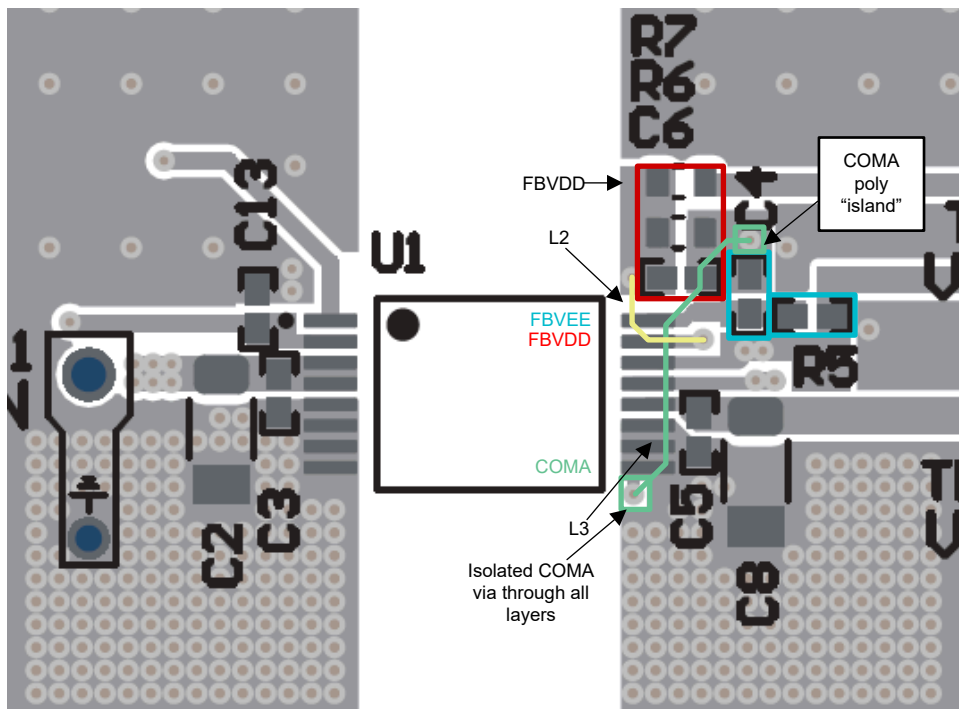 R7
R6
C6
COMA
poly
“island”
FBVDD
C4
C13
L2
U1
FBVEE
FBVDD
R5
1
COMA
C5
C3
C2
L3
C8
Isolated COMA
via through all
layers